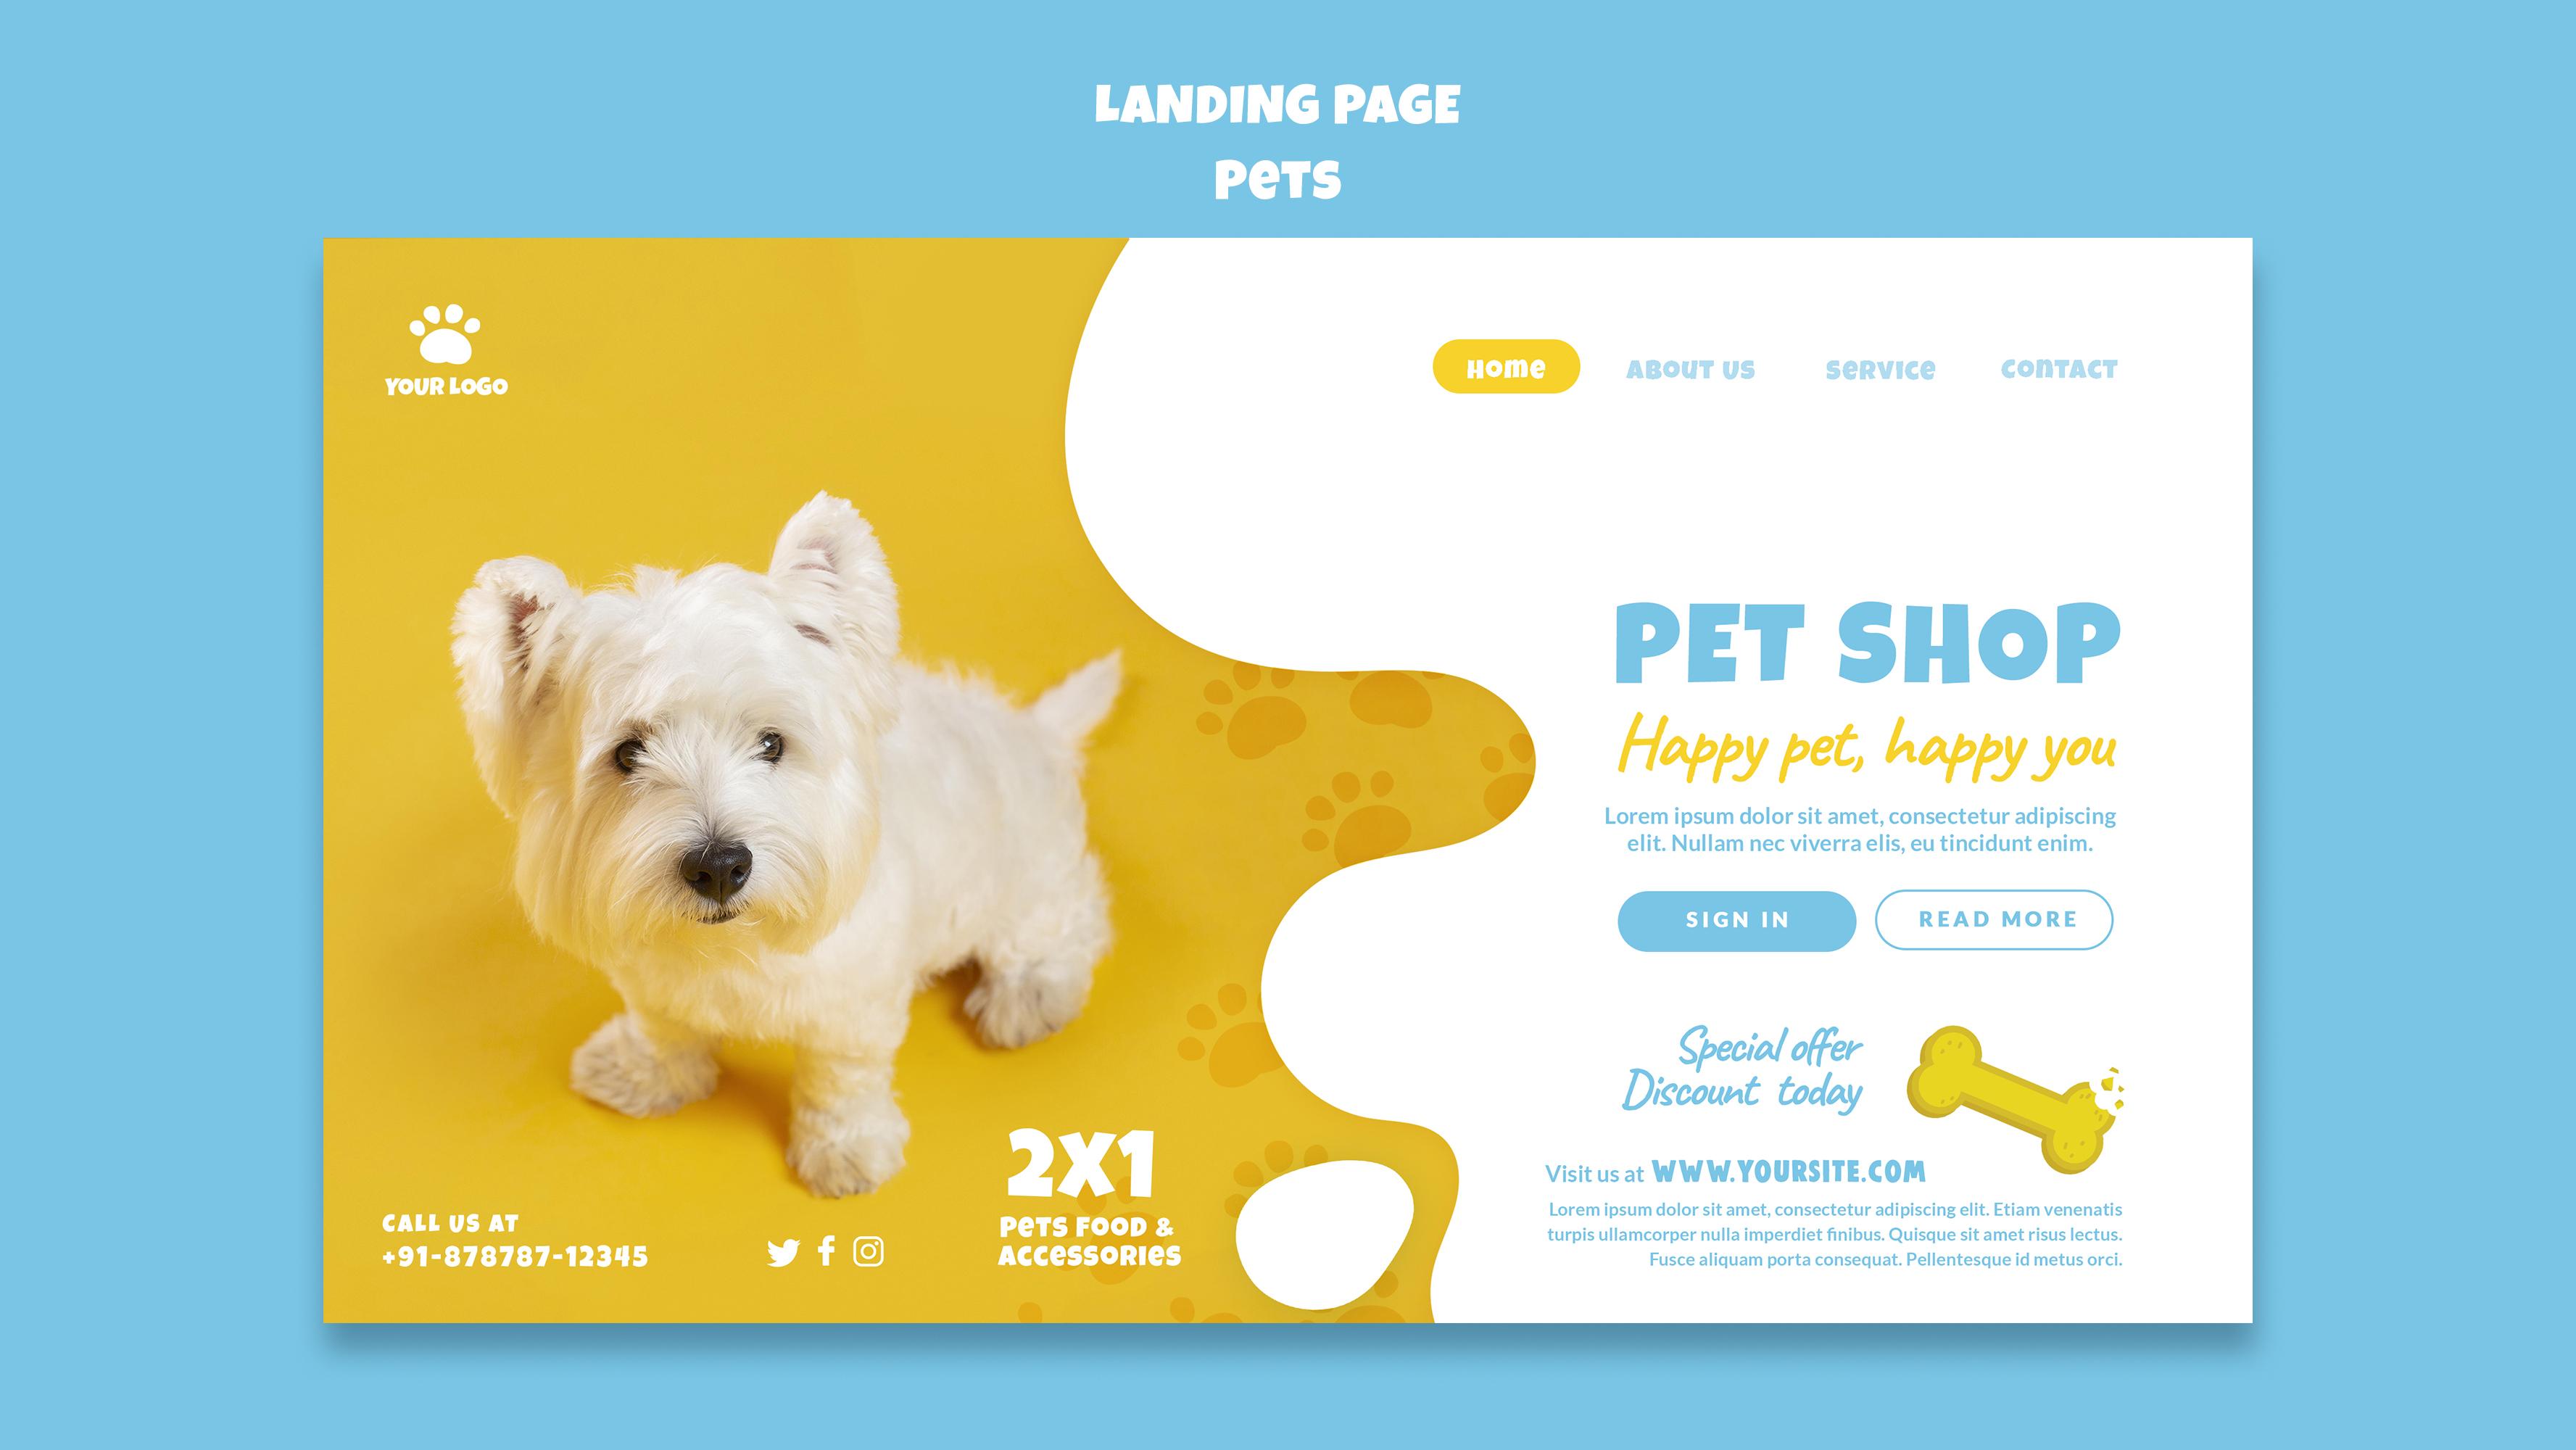 LANDING PAGE
PETS
YOUR LOGO
HOME ABOUT US SERVICE CONTACT
PET SHOP
Happy pet, happy you
Lorem ipsum dolor sit amet, consectetur adipiscing
elit. Nullam nec viverra elis, eu tincidunt enim.
SIGN IN READ MORE
Special offer
Discount today
Visit us at WWW.YOURSITE.COM
Lorem ipsum dolor sit amet, consectetur adipiscing elit. Etiam venenatis
turpis ullamcorper nulla imperdiet finibus. Quisque sit amet risus lectus.
Fusce aliquam porta consequat. Pellentesque id metus orci.
2X1
PETS FOOD &
ACCESSORIES
CALL US AT
+91-878787-12345